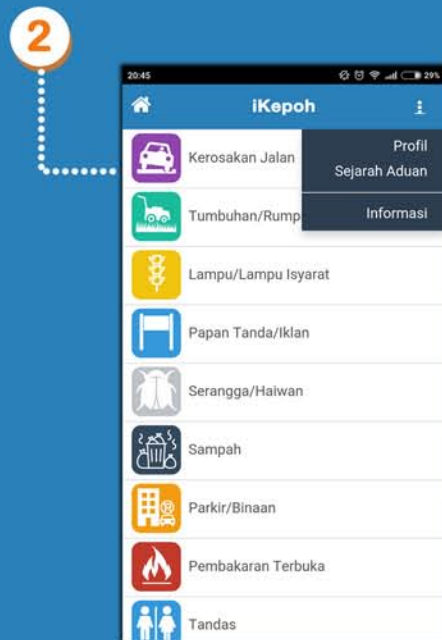 2
20:45
29%
iKepoh
Profil
Sejarah Aduan
Informasi
Kerosakan Jalan
Tumbuhan/Rump
Lampu/Lampu Isyarat
Papan Tanda/Iklan
Serangga/Haiwan
Sampah
Parkir/Binaan
Pembakaran Terbuka
Tandas